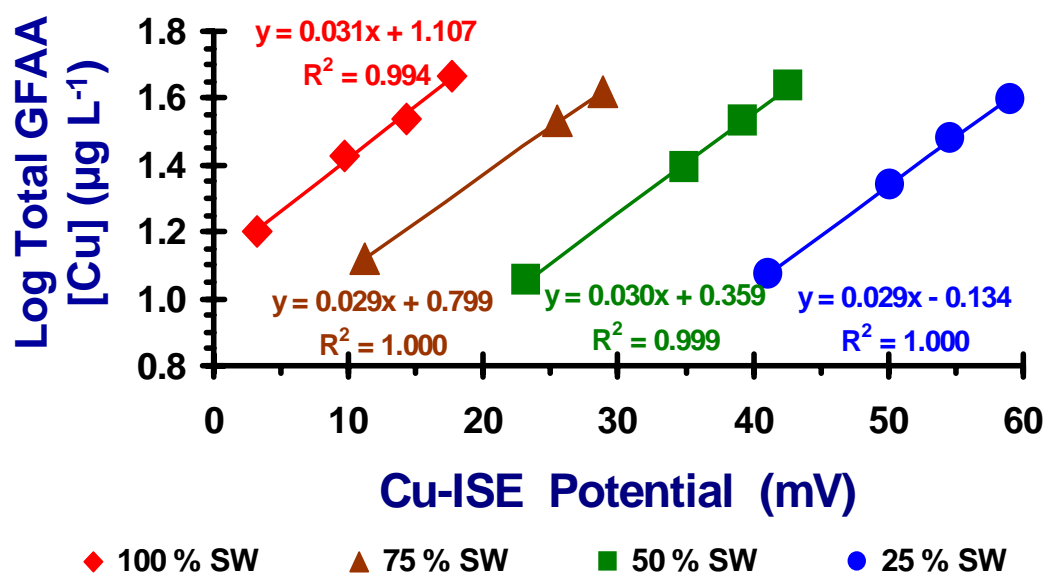 Log Total GFAA
[Cu] (µg L⁻¹)
1.8
1.6
1.4
1.2
1.0
0.8
y = 0.031x + 1.107
R² = 0.994
y = 0.029x + 0.799
R² = 1.000
y = 0.030x + 0.359
R² = 0.999
y = 0.029x - 0.134
R² = 1.000
0 10 20 30 40 50 60
Cu-ISE Potential (mV)
100 % SW 75 % SW 50 % SW 25 % SW